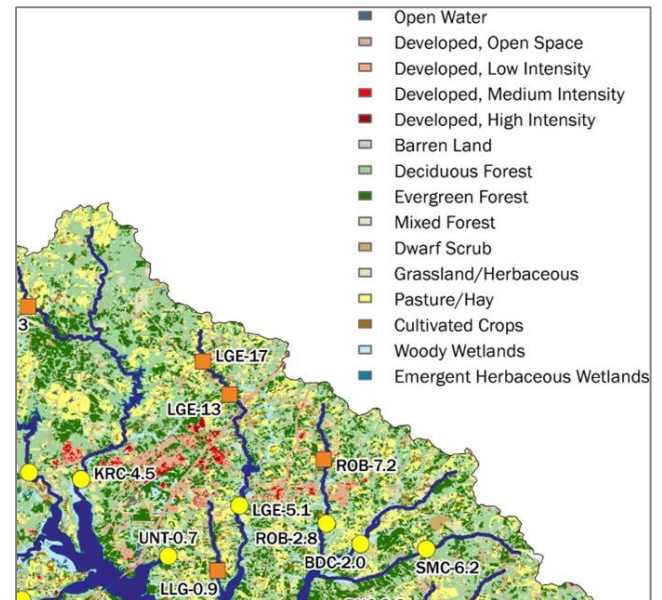 Open Water
Developed, Open Space
Developed, Low Intensity
Developed, Medium Intensity
Developed, High Intensity
Barren Land
Deciduous Forest
Evergreen Forest
Mixed Forest
Dwarf Scrub
Grassland/Herbaceous
Pasture/Hay
Cultivated Crops
Woody Wetlands
Emergent Herbaceous Wetlands
3
LGE-17
LGE-13
ROB-7.2
KRC-4.5
LGE-5.1
UNT-0.7
ROB-2.8
BDC-2.0
SMC-6.2
LLG-0.9